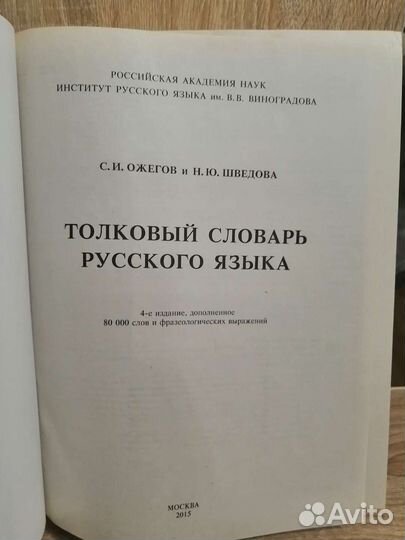 РОССИЙСКАЯ АКАДЕМИЯ НАУК
ИНСТИТУТ РУССКОГО ЯЗЫКА им. В.В. ВИНОГРАДОВА
С.И. ОЖЕГОВ и Н.Ю. ШВЕДОВА
ТОЛКОВЫЙ СЛОВАРЬ
РУССКОГО ЯЗЫКА
4-е издание, дополненное
80 000 слов и фразеологических выражений
МОСКВА
2015
Avito